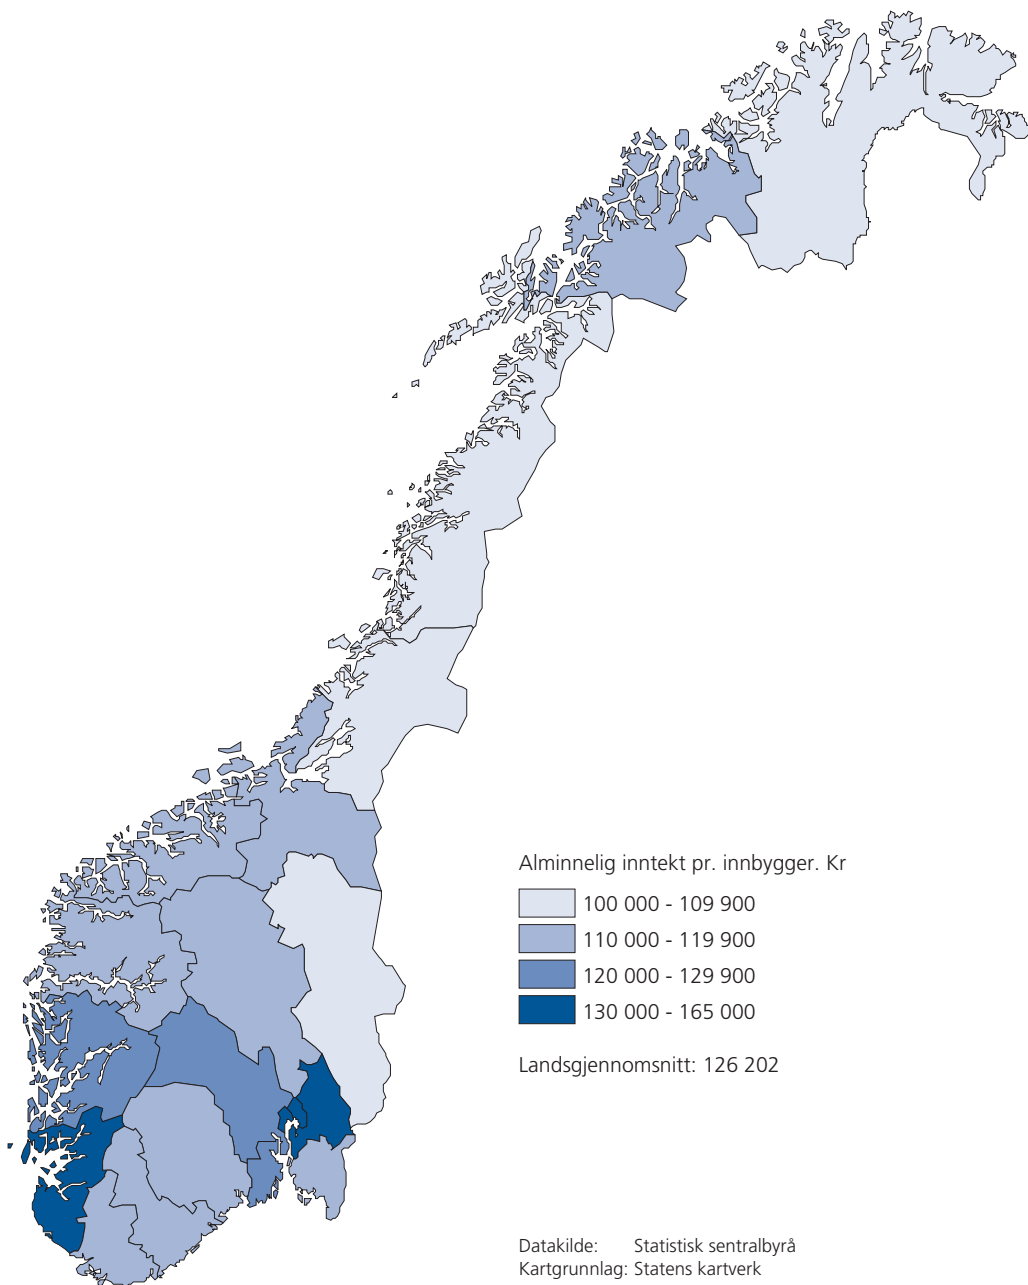 Alminnelig inntekt pr. innbygger. Kr
100 000 - 109 900
110 000 - 119 900
120 000 - 129 900
130 000 - 165 000
Landsgjennomsnitt: 126 202
Datakilde: Statistisk sentralbyrå
Kartgrunnlag: Statens kartverk